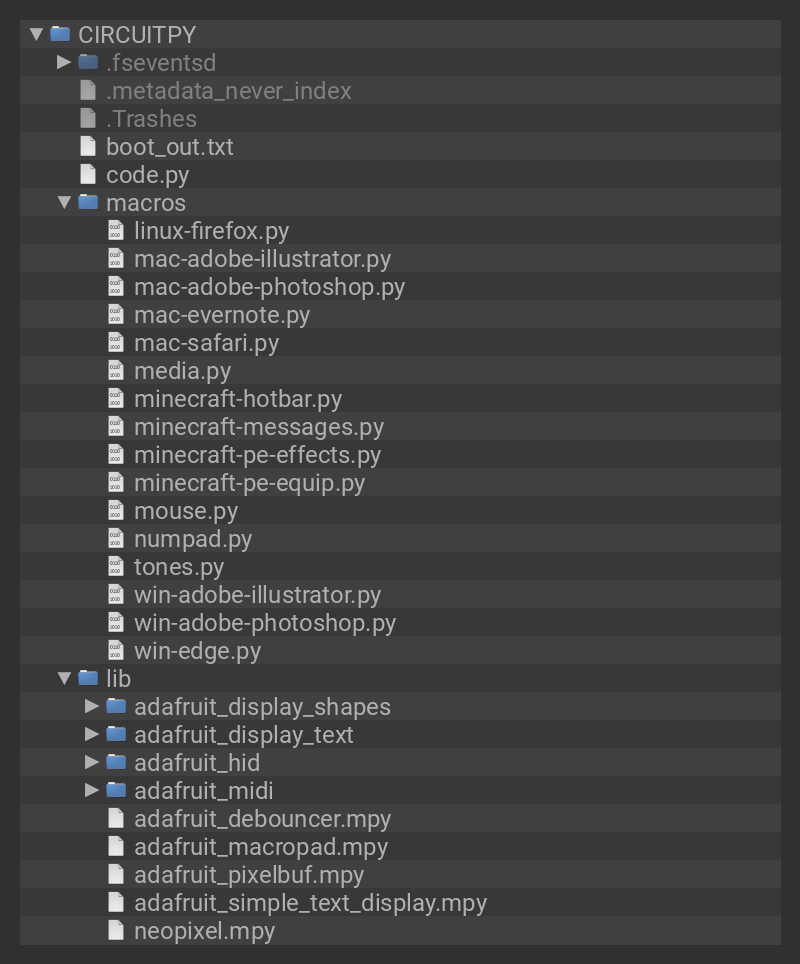 CIRCUITPY
.fseventsd
.metadata_never_index
.Trashes
boot_out.txt
code.py
macros
linux-firefox.py
mac-adobe-illustrator.py
mac-adobe-photoshop.py
mac-evernote.py
mac-safari.py
media.py
minecraft-hotbar.py
minecraft-messages.py
minecraft-pe-effects.py
minecraft-pe-equip.py
mouse.py
numpad.py
tones.py
win-adobe-illustrator.py
win-adobe-photoshop.py
win-edge.py
lib
adafruit_display_shapes
adafruit_display_text
adafruit_hid
adafruit_midi
adafruit_debouncer.mpy
adafruit_macropad.mpy
adafruit_pixelbuf.mpy
adafruit_simple_text_display.mpy
neopixel.mpy